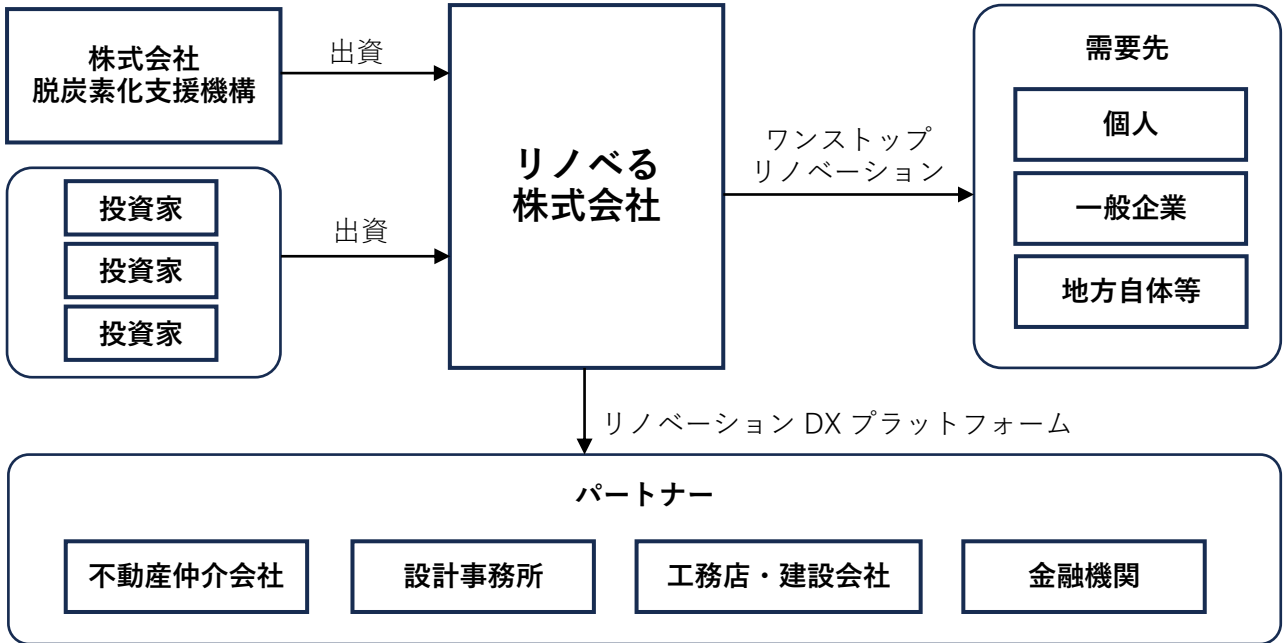 株式会社
脱炭素化支援機構
出資
投資家
投資家
投資家
出資
リノベる
株式会社
ワンストップ
リノベーション
需要先
個人
一般企業
地方自体等
リノベーション DX プラットフォーム
パートナー
不動産仲介会社
設計事務所
工務店・建設会社
金融機関